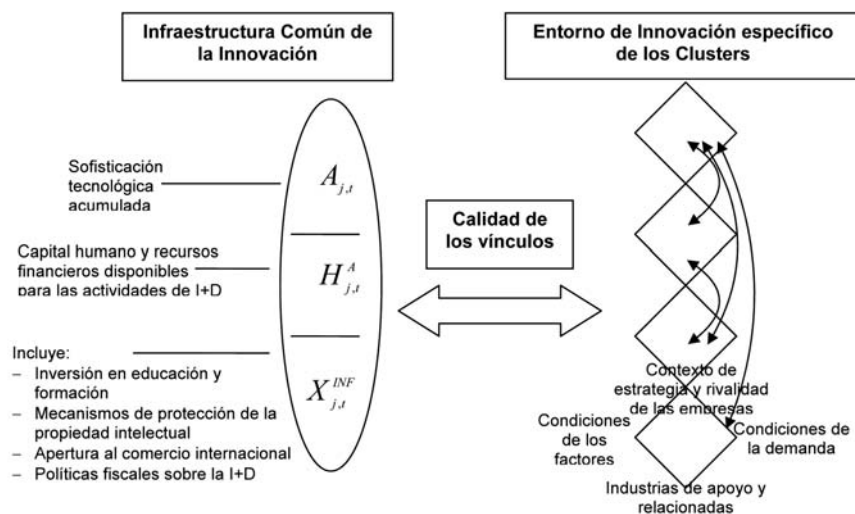 Infraestructura Común de
la Innovación
Entorno de Innovación específico
de los Clusters
Sofisticación
tecnológica
acumulada
A j,t
Capital humano y recursos
financieros disponibles
para las actividades de I+D
H A j,t
Incluye:
– Inversión en educación y
formación
– Mecanismos de protección de la
propiedad intelectual
– Apertura al comercio internacional
– Políticas fiscales sobre la I+D
X INF j,t
Calidad de
los vínculos
Contexto de
estrategia y rivalidad
de las empresas
Condiciones
de los
factores
Condiciones de
la demanda
Industrias de apoyo y
relacionadas